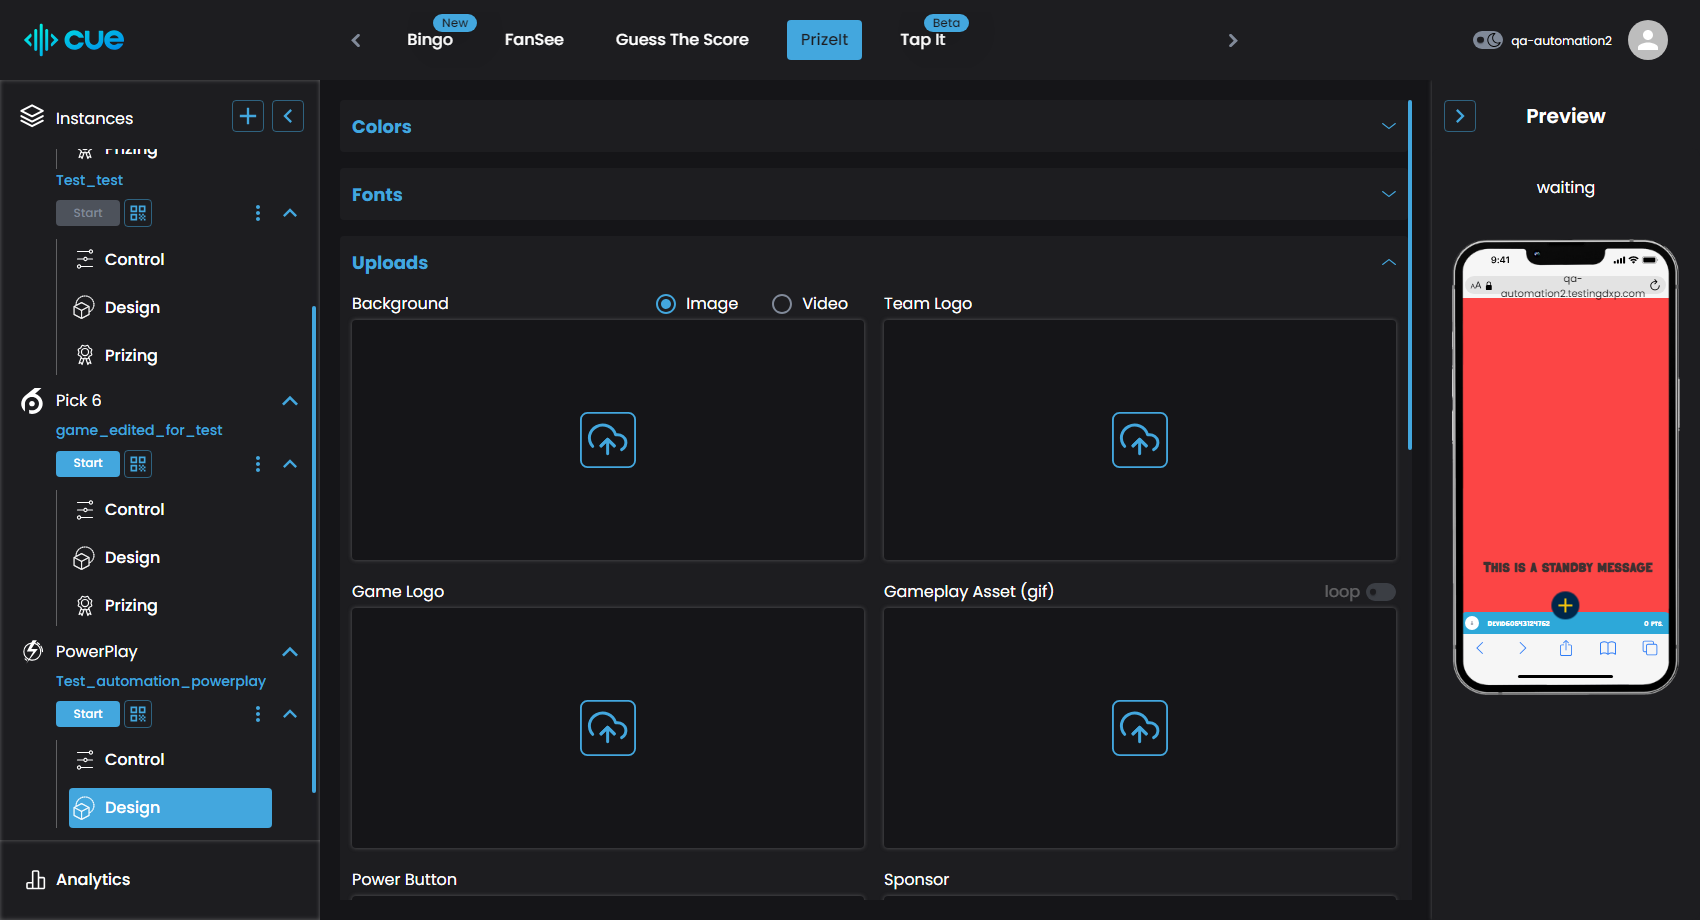 cue
Bingo
New
FanSee
Guess The Score
PrizeIt
Tap It
Beta
qa-automation2
Instances
Prizing
Test_test
Start
Control
Design
Prizing
Pick 6
game_edited_for_test
Start
Control
Design
Prizing
PowerPlay
Test_automation_powerplay
Start
Control
Design
Analytics
Colors
Fonts
Uploads
Background
Image
Video
Team Logo
Game Logo
Gameplay Asset (gif)
loop
Power Button
Sponsor
Preview
waiting
9:41
AA
qa-
automation2.testingdxp.com
This is a standby message
0 PTS.